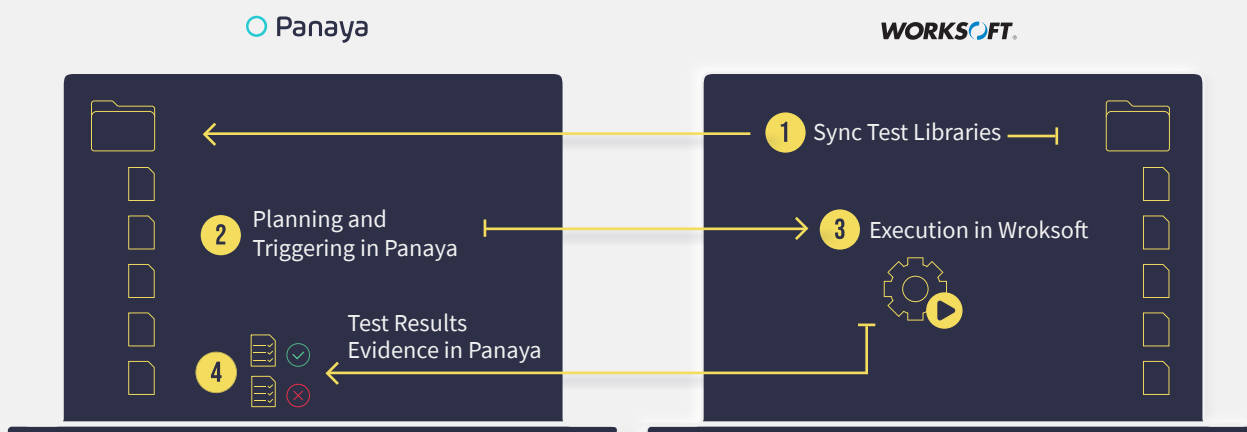 Panaya
WORKSOFT®
1 Sync Test Libraries
2 Planning and
Triggering in Panaya
3 Execution in Wroksoft
Test Results
Evidence in Panaya
4